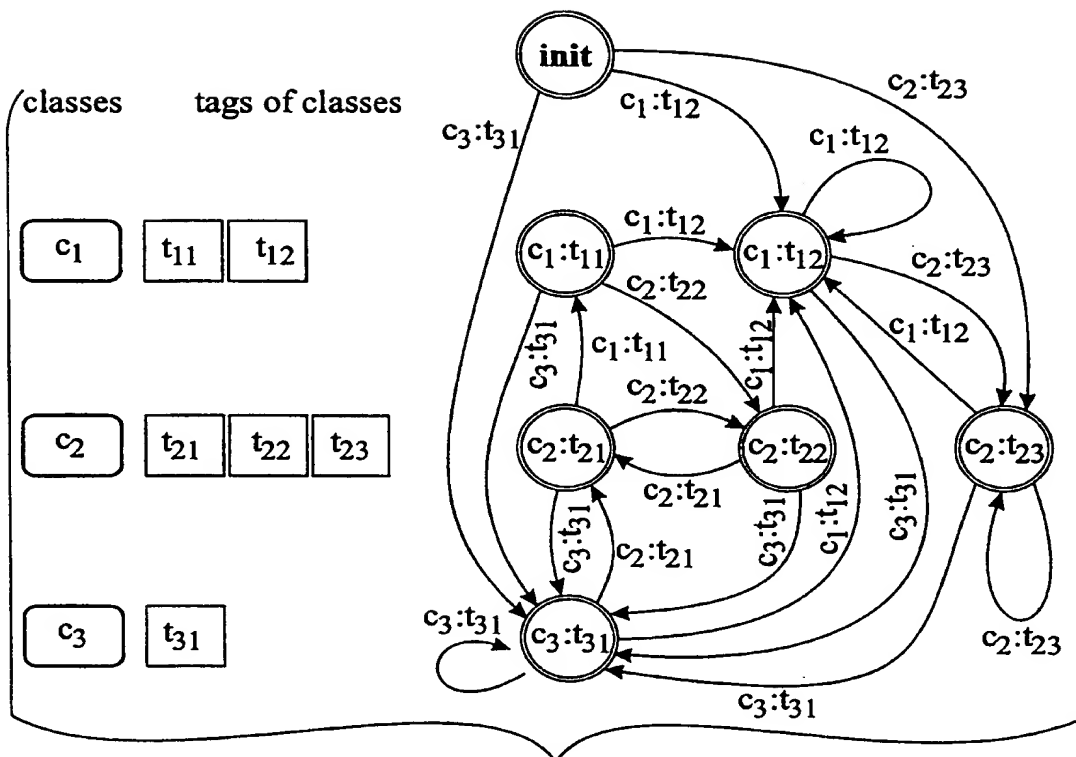 init
classes tags of classes
c₂:t₂₃
c₁:t₁₂
c₃:t₃₁
c₁:t₁₂
c₁ t₁₁ t₁₂
c₁:t₁₂
c₁:t₁₁
c₁:t₁₂
c₂:t₂₃
c₂:t₂₂
c₁:t₁₂
c₁:t₁₂
c₃:t₃₁
c₁:t₁₁
c₂:t₂₂
c₂ t₂₁ t₂₂ t₂₃
c₂:t₂₁
c₂:t₂₂
c₂:t₂₃
c₂:t₂₁
c₃:t₃₁
c₃:t₃₁
c₁:t₁₂
c₃:t₃₁
c₂:t₂₁
c₃ t₃₁
c₃:t₃₁
c₃:t₃₁
c₂:t₂₃
c₃:t₃₁